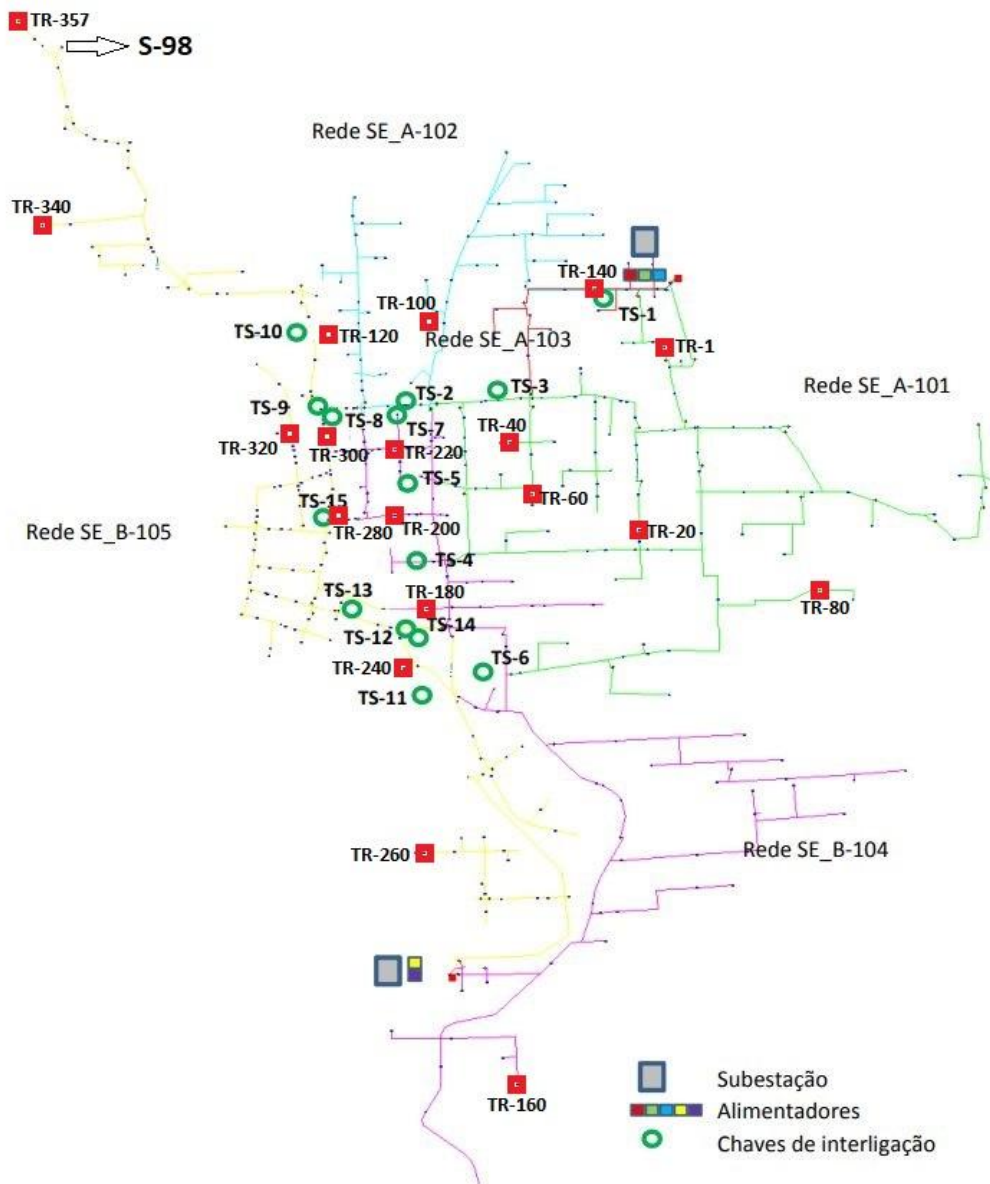 TR-357
S-98
Rede SE_A-102
TR-340
TR-140
TS-1
TR-100
TS-10
TR-120
Rede SE_A-103
TR-1
Rede SE_A-101
TS-2
TS-3
TS-9
TS-8
TS-7
TR-320
TR-300
TR-220
TR-40
TS-5
TR-60
TS-15
Rede SE_B-105
TR-280
TR-200
TR-20
TS-4
TS-13
TR-180
TR-80
TS-14
TS-12
TR-240
TS-6
TS-11
TR-260
Rede SE_B-104
TR-160
Subestação
Alimentadores
Chaves de interligação